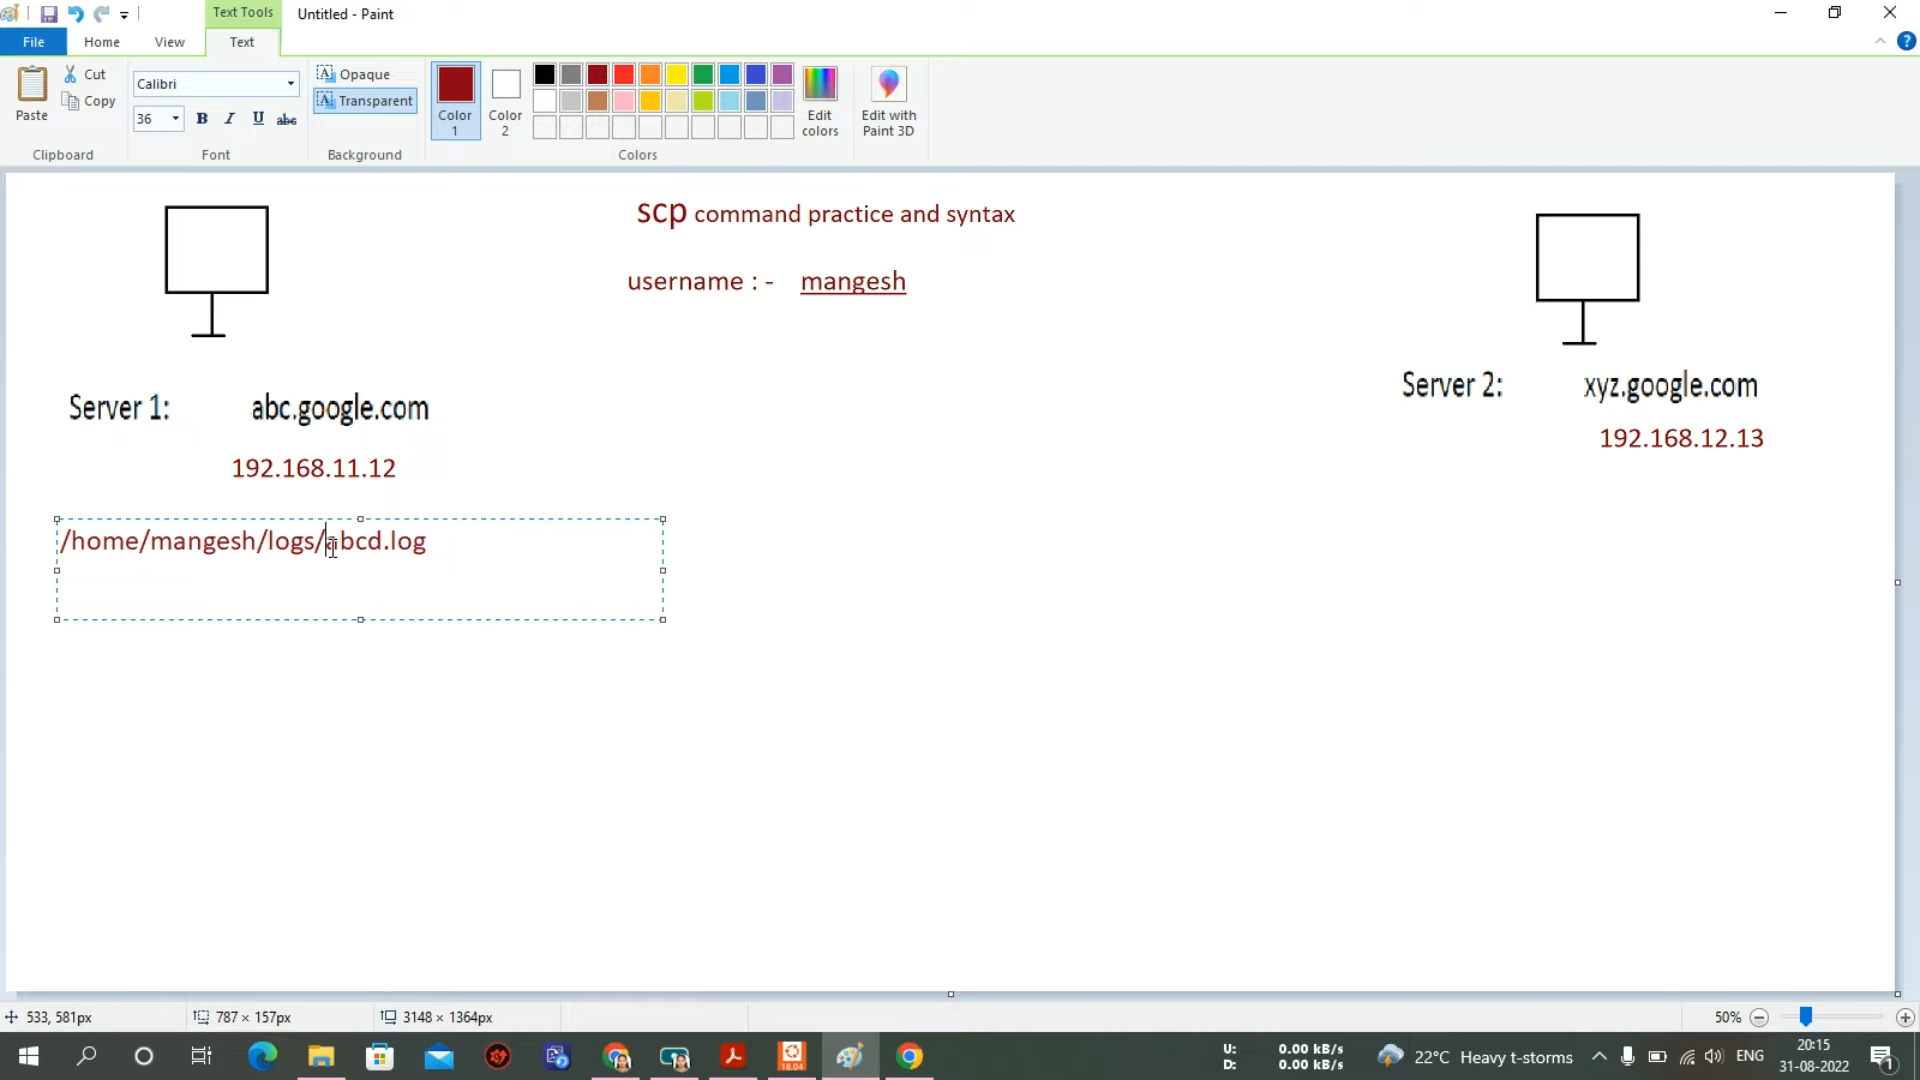 Text Tools
Untitled - Paint
File
Home
View
Text
Paste
Cut
Copy
Clipboard
Calibri
36
B I U abc
Font
Opaque
Transparent
Background
Color 1
Color 2
Edit colors
Edit with Paint 3D
Colors
scp command practice and syntax
username : - mangesh
Server 1: abc.google.com
192.168.11.12
Server 2: xyz.google.com
192.168.12.13
/home/mangesh/logs/abcd.log
533, 581px
787 × 157px
3148 × 1364px
50%
18.04
U: 0.00 kB/s
D: 0.00 kB/s
22°C Heavy t-storms
ENG
20:15
31-08-2022
1